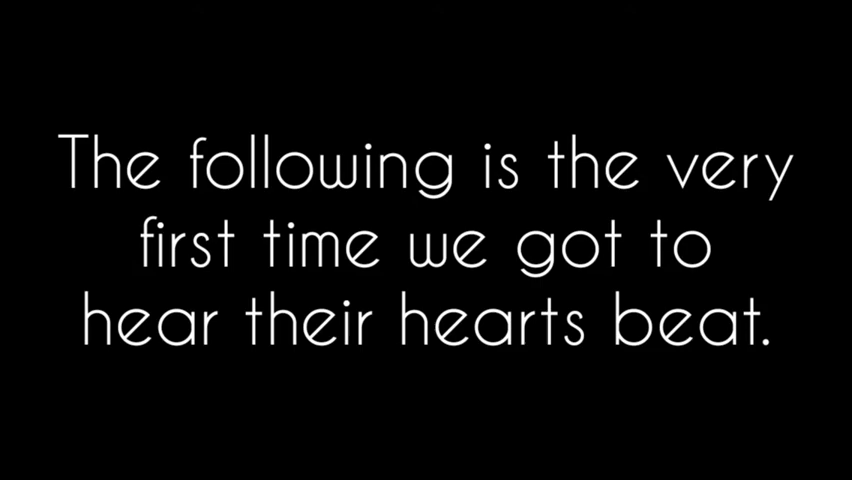 The following is the very
first time we got to
hear their hearts beat.